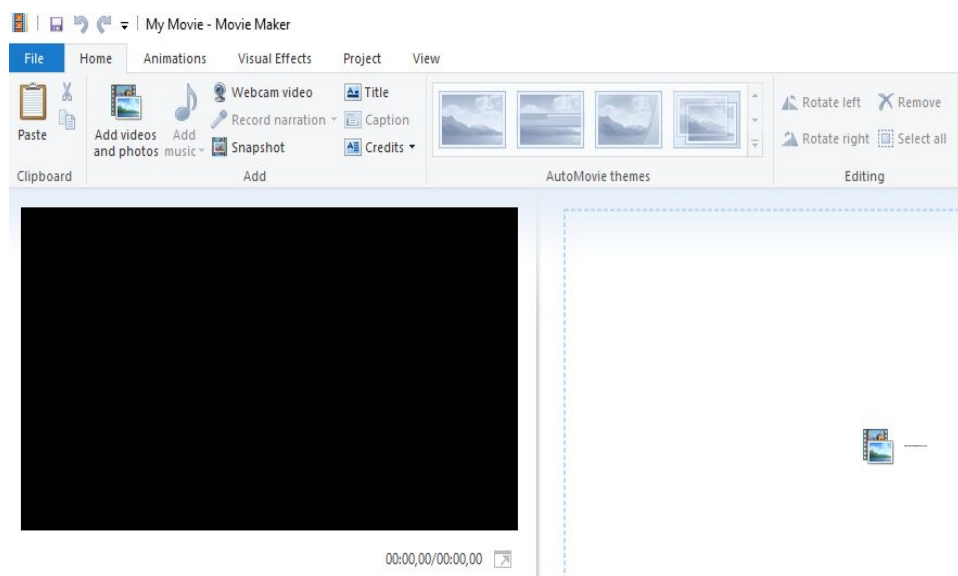 My Movie - Movie Maker
File Home Animations Visual Effects Project View
Paste
Clipboard
Add videos and photos
Add music
Webcam video
Record narration
Snapshot
Title
Caption
Credits
Add
AutoMovie themes
Rotate left
Rotate right
Remove
Select all
Editing
00:00,00/00:00,00